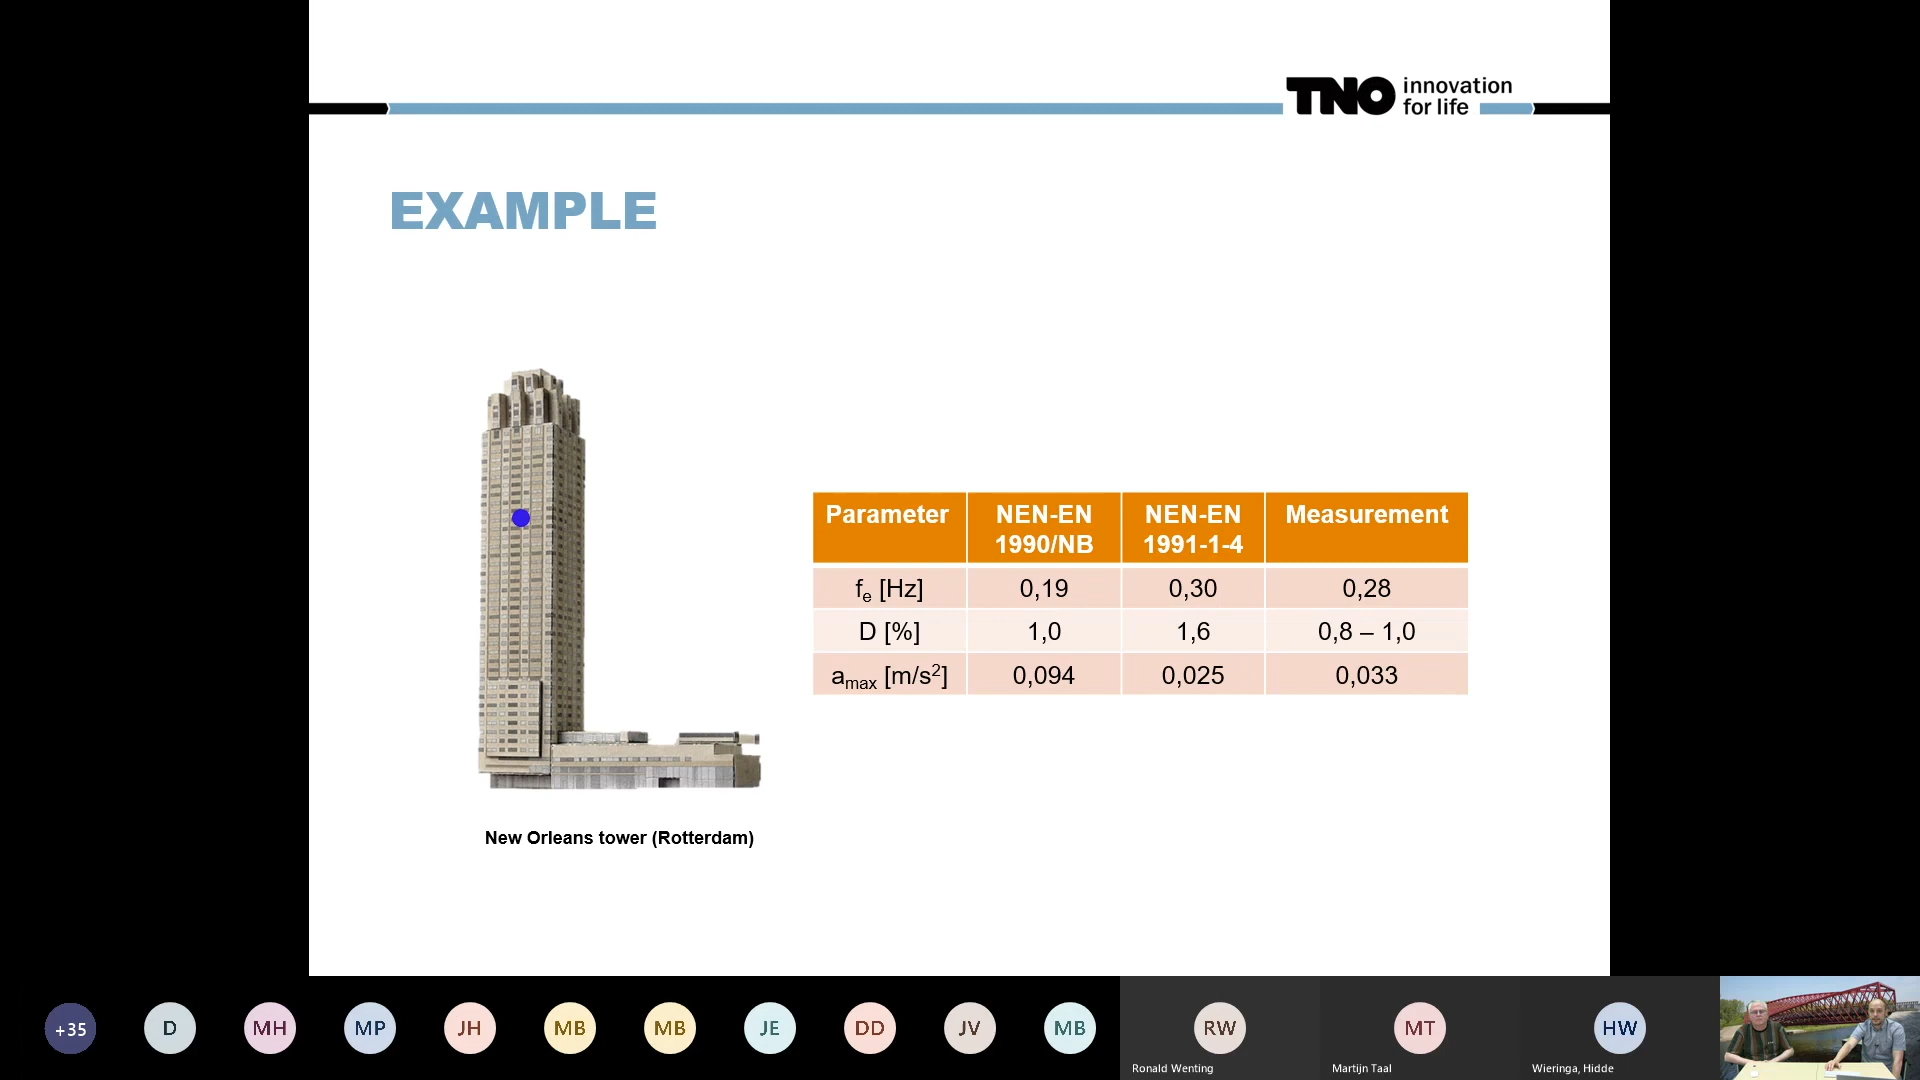 TNO innovation
for life
EXAMPLE
Parameter NEN-EN 1990/NB NEN-EN 1991-1-4 Measurement
fe [Hz] 0,19 0,30 0,28
D [%] 1,0 1,6 0,8 – 1,0
amax [m/s²] 0,094 0,025 0,033
New Orleans tower (Rotterdam)
+35 D MH MP JH MB MB JE DD JV MB RW MT HW
Ronald Wenting Martijn Taal Wieringa, Hidde